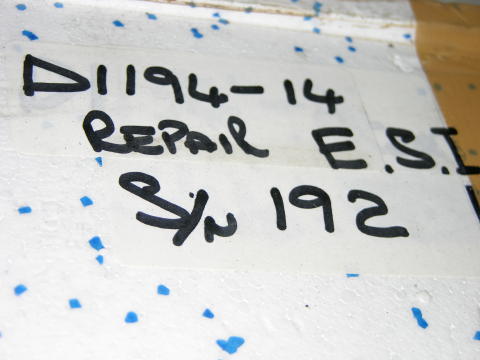 D1194-14
REPAIR E.S.I
S/N 192